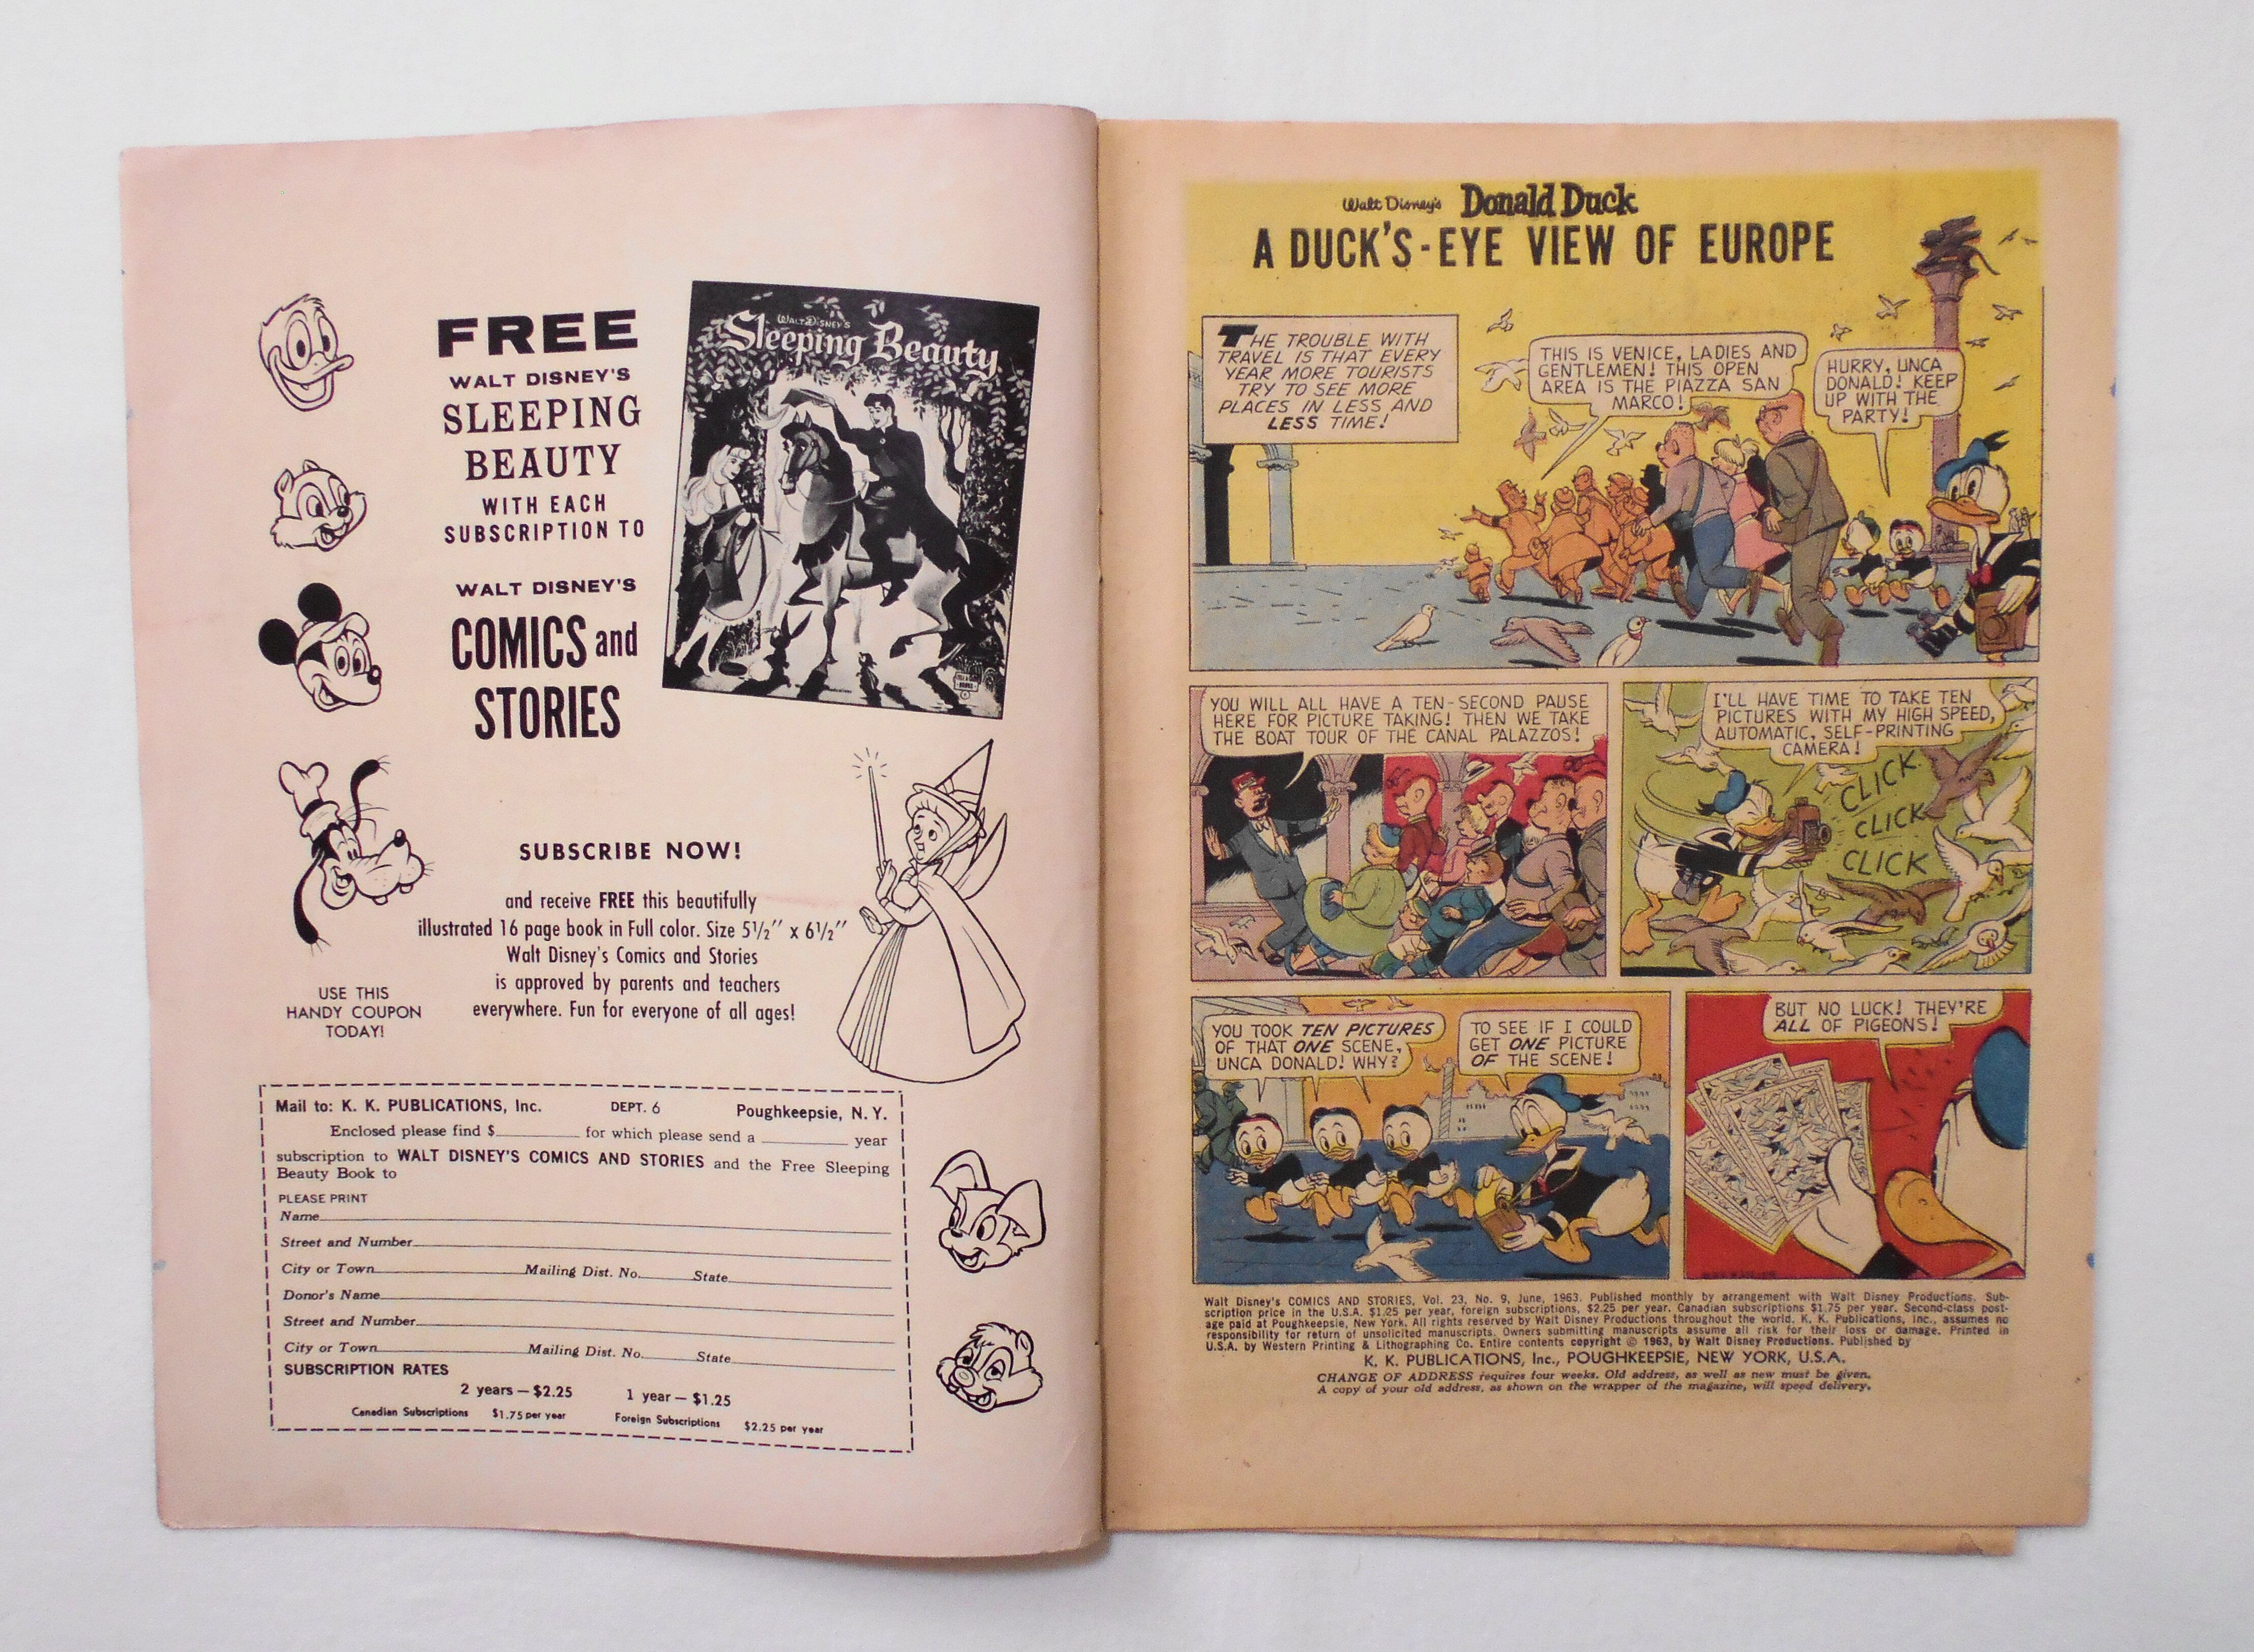 FREE
WALT DISNEY'S
SLEEPING
BEAUTY
WITH EACH
SUBSCRIPTION TO
WALT DISNEY'S
COMICS and
STORIES
WALT DISNEY'S
Sleeping Beauty
SUBSCRIBE NOW!
and receive FREE this beautifully
illustrated 16 page book in Full color. Size 5½" x 6½"
Walt Disney's Comics and Stories
is approved by parents and teachers
everywhere. Fun for everyone of all ages!
USE THIS
HANDY COUPON
TODAY!
Mail to: K. K. PUBLICATIONS, Inc. DEPT. 6 Poughkeepsie, N. Y.
Enclosed please find $ for which please send a year
subscription to WALT DISNEY'S COMICS AND STORIES and the Free Sleeping
Beauty Book to
PLEASE PRINT
Name
Street and Number
City or Town Mailing Dist. No. State
Donor's Name
Street and Number
City or Town Mailing Dist. No. State
SUBSCRIPTION RATES
2 years — $2.25 1 year — $1.25
Canadian Subscriptions $1.75 per year Foreign Subscriptions $2.25 per year
Walt Disney's Donald Duck
A DUCK'S-EYE VIEW OF EUROPE
THE TROUBLE WITH
TRAVEL IS THAT EVERY
YEAR MORE TOURISTS
TRY TO SEE MORE
PLACES IN LESS AND
LESS TIME!
THIS IS VENICE, LADIES AND
GENTLEMEN! THIS OPEN
AREA IS THE PIAZZA SAN
MARCO!
HURRY, UNCA
DONALD! KEEP
UP WITH THE
PARTY!
YOU WILL ALL HAVE A TEN-SECOND PAUSE
HERE FOR PICTURE TAKING! THEN WE TAKE
THE BOAT TOUR OF THE CANAL PALAZZOS!
I'LL HAVE TIME TO TAKE TEN
PICTURES WITH MY HIGH SPEED,
AUTOMATIC, SELF-PRINTING
CAMERA!
CLICK
CLICK
CLICK
YOU TOOK TEN PICTURES
OF THAT ONE SCENE,
UNCA DONALD! WHY?
TO SEE IF I COULD
GET ONE PICTURE
OF THE SCENE!
BUT NO LUCK! THEY'RE
ALL OF PIGEONS!
Walt Disney's COMICS AND STORIES, Vol. 23, No. 9, June, 1963. Published monthly by arrangement with Walt Disney Productions. Sub-
scription price in the U.S.A. $1.25 per year, foreign subscriptions, $2.25 per year. Canadian subscriptions $1.75 per year. Second-class post-
age paid at Poughkeepsie, New York. All rights reserved by Walt Disney Productions throughout the world. K. K. Publications, Inc., assumes no
responsibility for return of unsolicited manuscripts. Owners submitting manuscripts assume all risk for their loss or damage. Printed in
U.S.A. by Western Printing & Lithographing Co. Entire contents copyright © 1963, by Walt Disney Productions. Published by
K. K. PUBLICATIONS, Inc., POUGHKEEPSIE, NEW YORK, U.S.A.
CHANGE OF ADDRESS requires four weeks. Old address, as well as new must be given.
A copy of your old address, as shown on the wrapper of the magazine, will speed delivery.